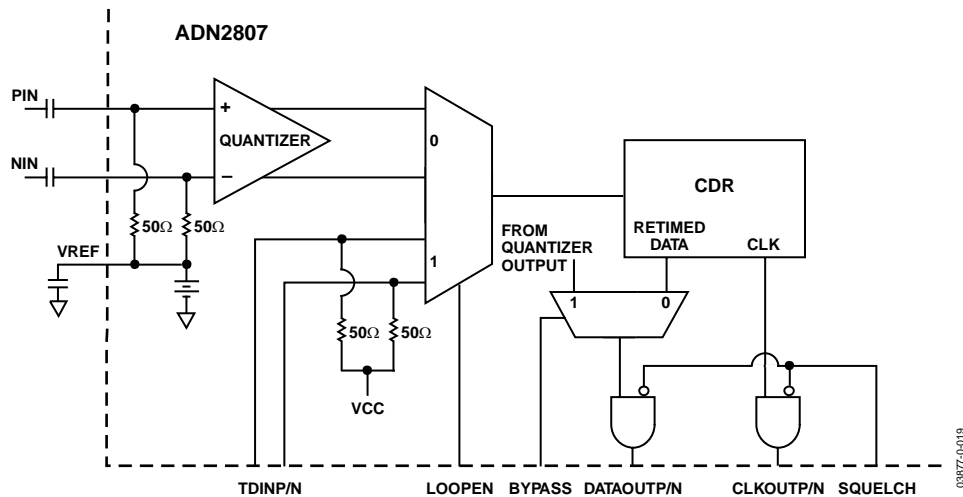 ADN2807
PIN
+
QUANTIZER
0
NIN
−
CDR
50Ω
50Ω
FROM
QUANTIZER
OUTPUT
RETIMED
DATA
CLK
VREF
1
1
0
50Ω
50Ω
VCC
TDINP/N
LOOPEN
BYPASS
DATAOUTP/N
CLKOUTP/N
SQUELCH
03877-0-019